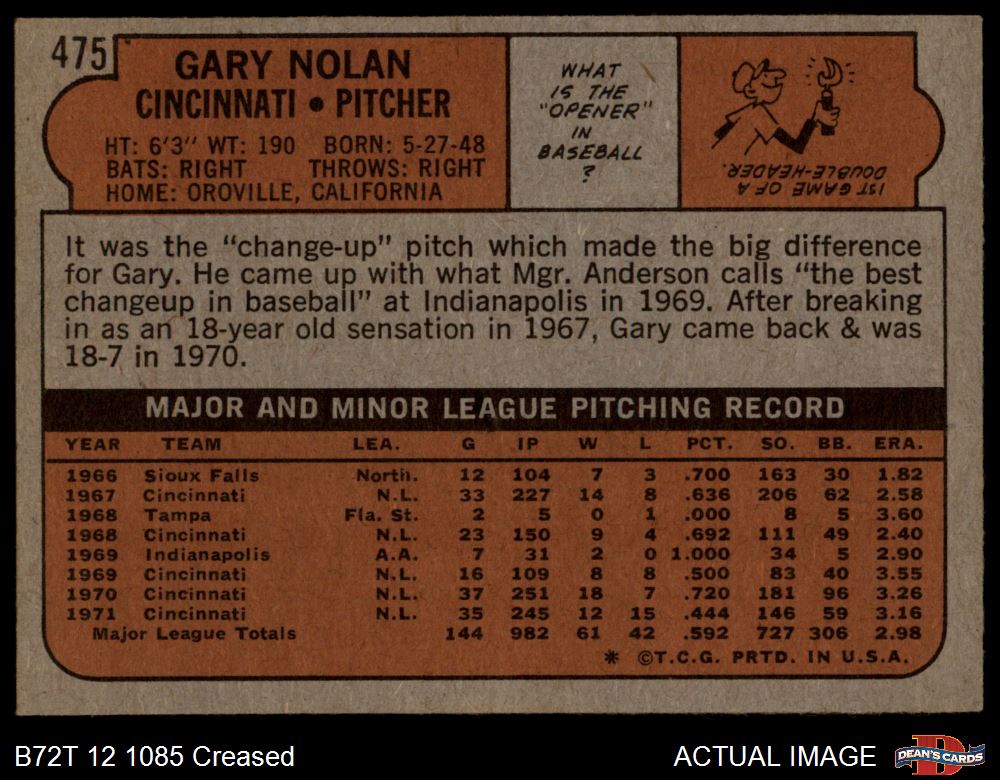 475
GARY NOLAN
CINCINNATI • PITCHER
HT: 6'3" WT: 190 BORN: 5-27-48
BATS: RIGHT THROWS: RIGHT
HOME: OROVILLE, CALIFORNIA
WHAT
IS THE
"OPENER"
IN
BASEBALL
?
1ST GAME OF A
DOUBLE-HEADER.
It was the "change-up" pitch which made the big difference
for Gary. He came up with what Mgr. Anderson calls "the best
changeup in baseball" at Indianapolis in 1969. After breaking
in as an 18-year old sensation in 1967, Gary came back & was
18-7 in 1970.
MAJOR AND MINOR LEAGUE PITCHING RECORD
YEAR TEAM LEA. G IP W L PCT. SO. BB. ERA.
1966 Sioux Falls North. 12 104 7 3 .700 163 30 1.82
1967 Cincinnati N.L. 33 227 14 8 .636 206 62 2.58
1968 Tampa Fla. St. 2 5 0 1 .000 8 5 3.60
1968 Cincinnati N.L. 23 150 9 4 .692 111 49 2.40
1969 Indianapolis A.A. 7 31 2 0 1.000 34 5 2.90
1969 Cincinnati N.L. 16 109 8 8 .500 83 40 3.55
1970 Cincinnati N.L. 37 251 18 7 .720 181 96 3.26
1971 Cincinnati N.L. 35 245 12 15 .444 146 59 3.16
Major League Totals 144 982 61 42 .592 727 306 2.98
* ©T.C.G. PRTD. IN U.S.A.
B72T 12 1085 Creased
ACTUAL IMAGE
DEAN'S CARDS